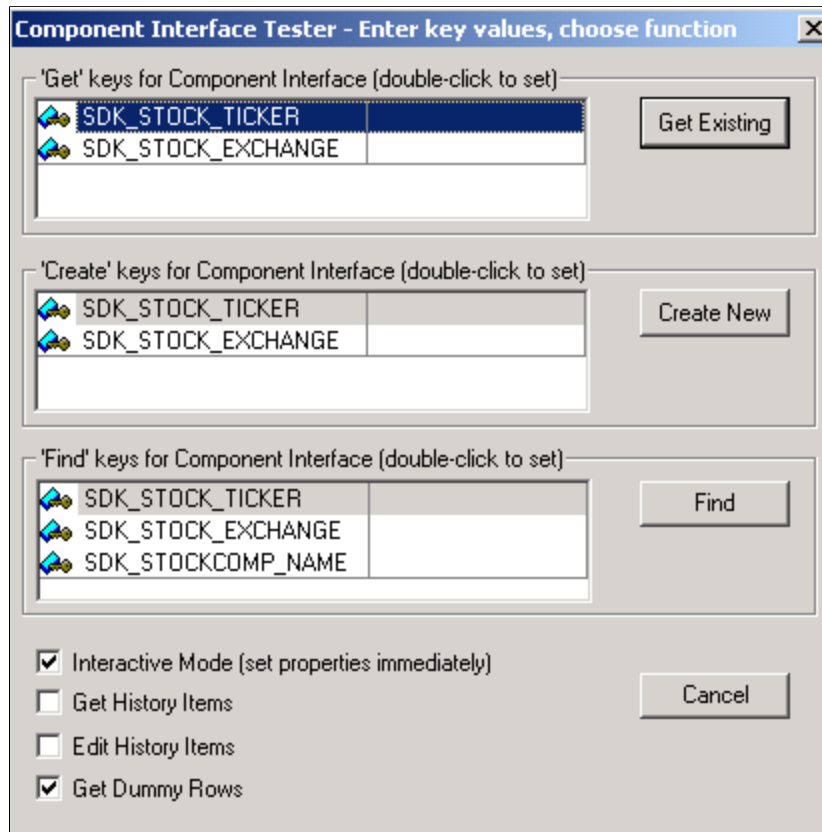 Component Interface Tester - Enter key values, choose function
'Get' keys for Component Interface (double-click to set)
SDK_STOCK_TICKER
SDK_STOCK_EXCHANGE
Get Existing
'Create' keys for Component Interface (double-click to set)
SDK_STOCK_TICKER
SDK_STOCK_EXCHANGE
Create New
'Find' keys for Component Interface (double-click to set)
SDK_STOCK_TICKER
SDK_STOCK_EXCHANGE
SDK_STOCKCOMP_NAME
Find
Interactive Mode (set properties immediately)
Get History Items
Edit History Items
Get Dummy Rows
Cancel